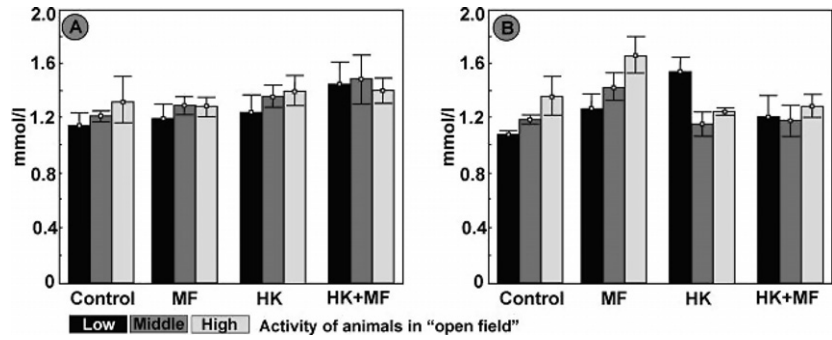 A
B
mmol/l
2.0
1.6
1.2
0.8
0.4
0
Control MF HK HK+MF
mmol/l
2.0
1.6
1.2
0.8
0.4
0
Control MF HK HK+MF
Low Middle High Activity of animals in “open field”